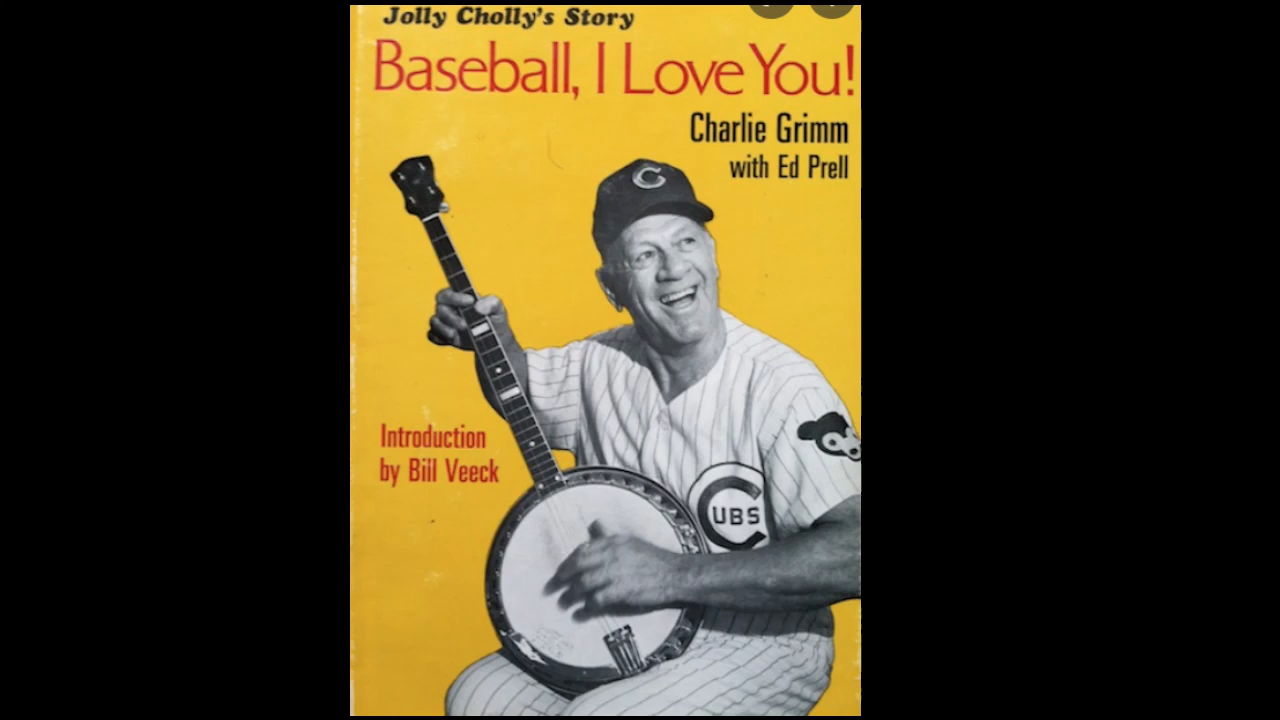 Jolly Cholly's Story
Baseball, I Love You!
Charlie Grimm
with Ed Prell
C
Introduction
by Bill Veeck
CUBS